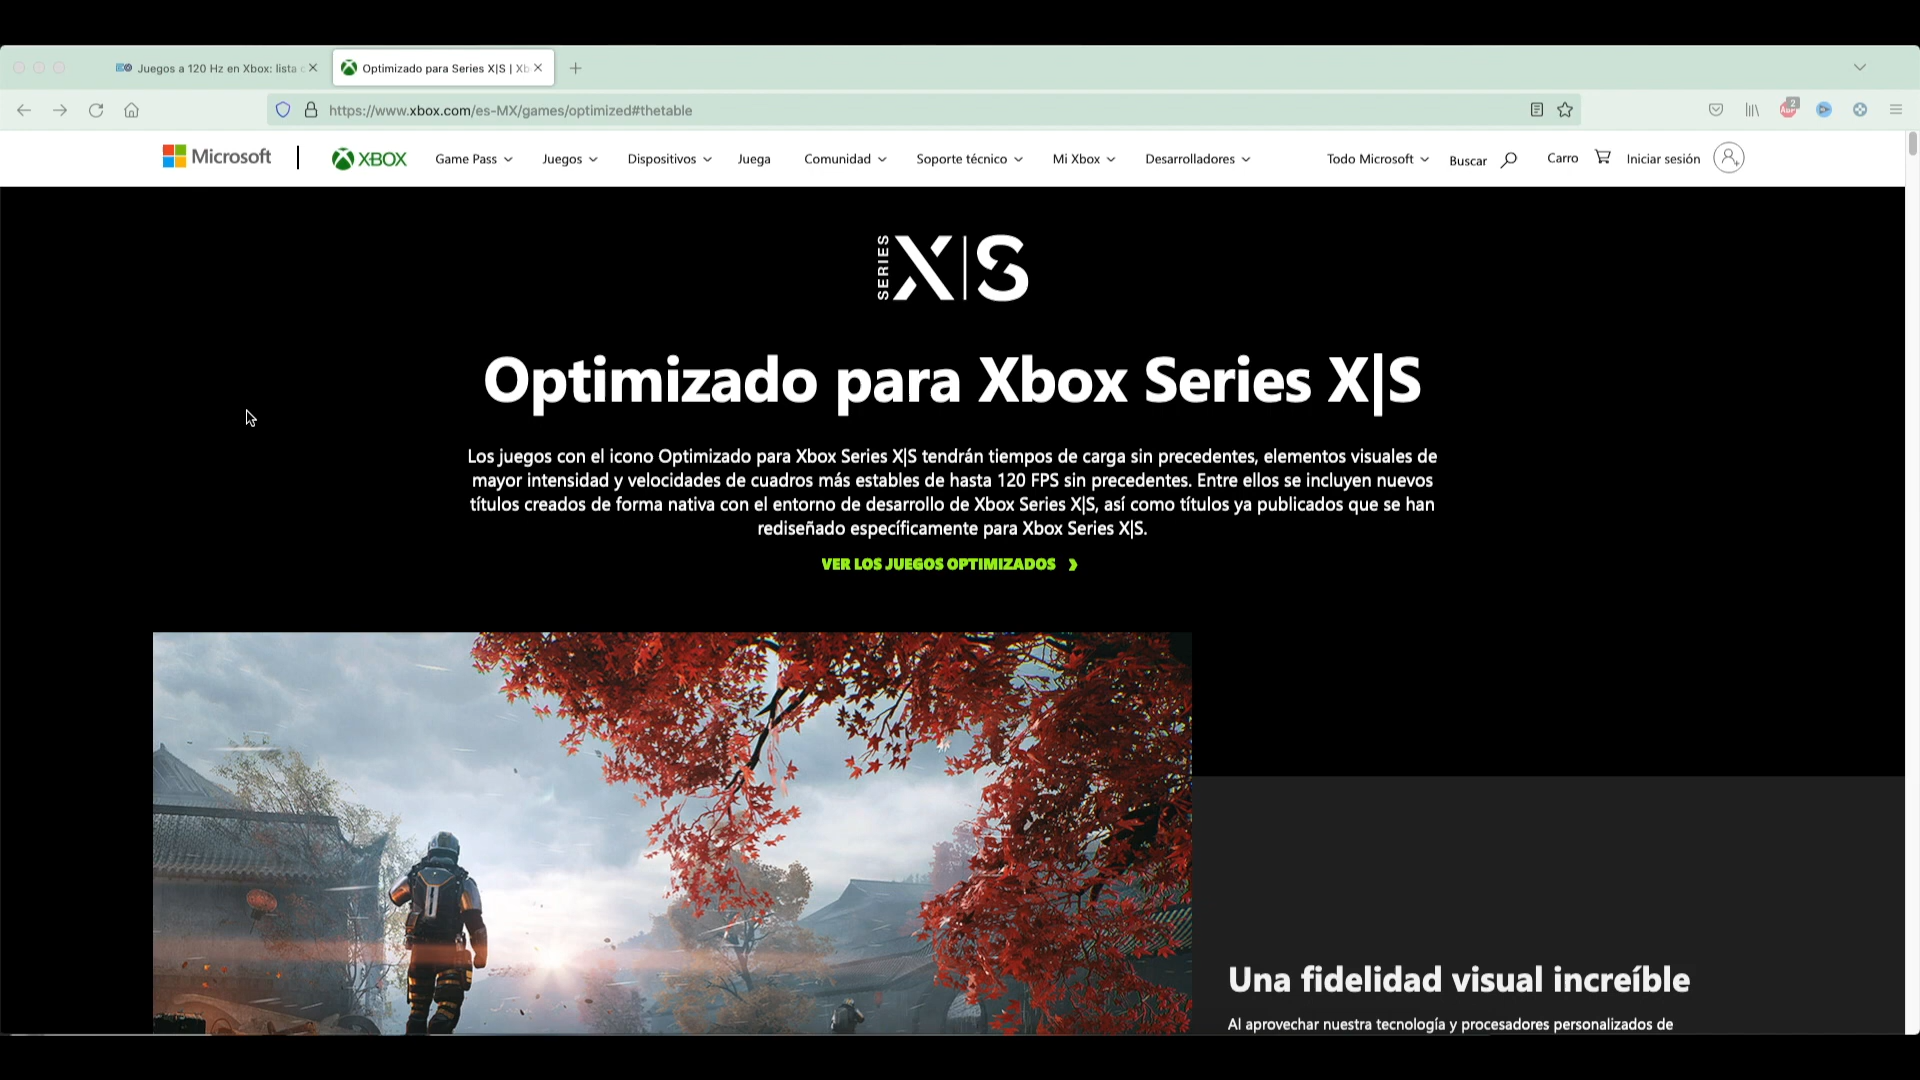 Juegos a 120 Hz en Xbox: lista
Optimizado para Series X|S | Xb
https://www.xbox.com/es-MX/games/optimized#thetable
2
Microsoft
XBOX
Game Pass
Juegos
Dispositivos
Juega
Comunidad
Soporte técnico
Mi Xbox
Desarrolladores
Todo Microsoft
Buscar
Carro
Iniciar sesión
SERIES X|S
Optimizado para Xbox Series X|S
Los juegos con el icono Optimizado para Xbox Series X|S tendrán tiempos de carga sin precedentes, elementos visuales de
mayor intensidad y velocidades de cuadros más estables de hasta 120 FPS sin precedentes. Entre ellos se incluyen nuevos
títulos creados de forma nativa con el entorno de desarrollo de Xbox Series X|S, así como títulos ya publicados que se han
rediseñado específicamente para Xbox Series X|S.
VER LOS JUEGOS OPTIMIZADOS
Una fidelidad visual increíble
Al aprovechar nuestra tecnología y procesadores personalizados de